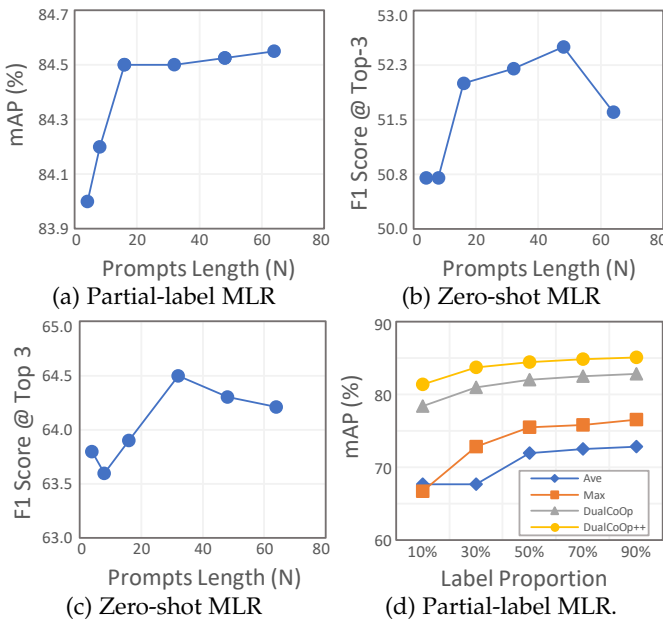 84.7
84.5
84.3
84.1
83.9
mAP (%)
0 20 40 60 80
Prompts Length (N)
(a) Partial-label MLR
53.0
52.3
51.5
50.8
50.0
F1 Score @ Top-3
0 20 40 60 80
Prompts Length (N)
(b) Zero-shot MLR
65.0
64.5
64.0
63.5
63.0
F1 Score @ Top 3
0 20 40 60 80
Prompts Length (N)
(c) Zero-shot MLR
90
80
70
60
mAP (%)
Ave
Max
DualCoOp
DualCoOp++
10% 30% 50% 70% 90%
Label Proportion
(d) Partial-label MLR.